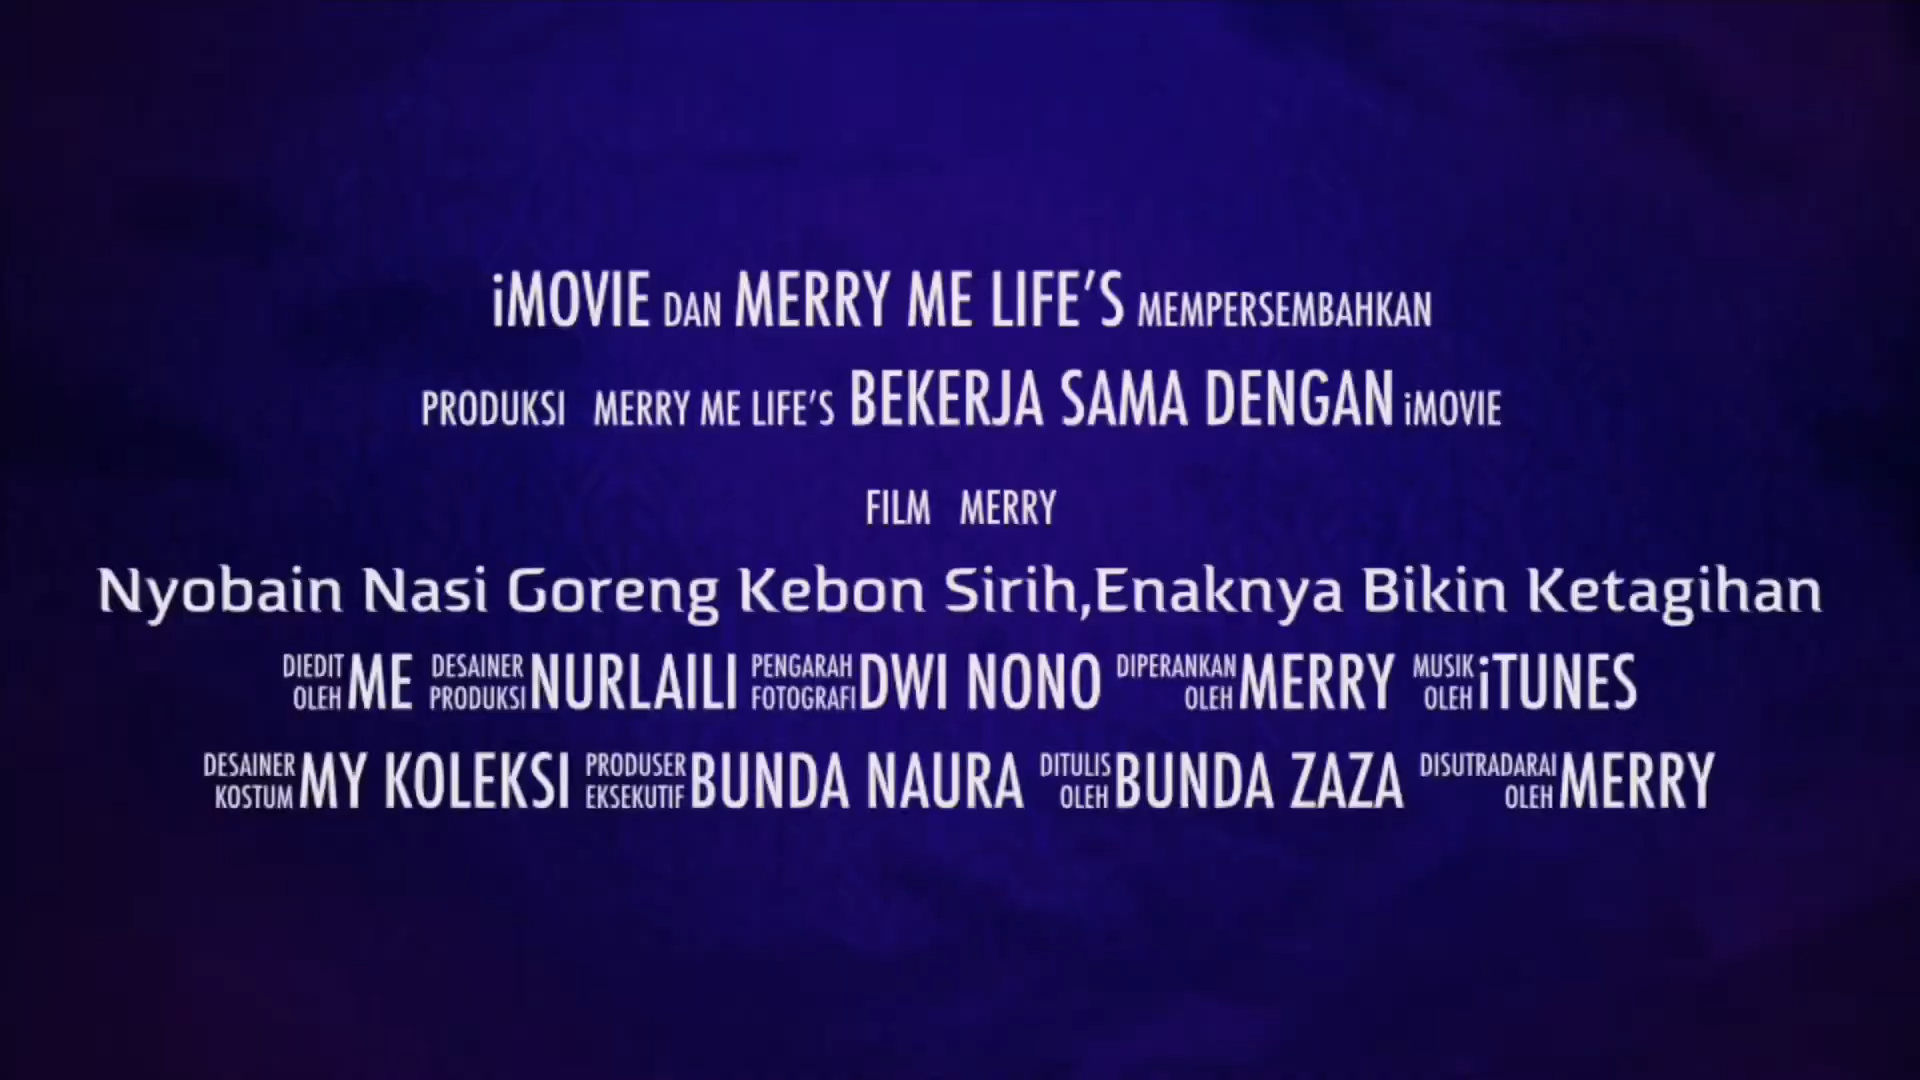 iMOVIE DAN MERRY ME LIFE'S MEMPERSEMBAHKAN
PRODUKSI MERRY ME LIFE'S BEKERJA SAMA DENGAN iMOVIE
FILM MERRY
Nyobain Nasi Goreng Kebon Sirih,Enaknya Bikin Ketagihan
DIEDIT OLEH ME DESAINER PRODUKSI NURLAILI PENGARAH FOTOGRAFI DWI NONO DIPERANKAN OLEH MERRY MUSIK OLEH iTUNES
DESAINER KOSTUM MY KOLEKSI PRODUSER EKSEKUTIF BUNDA NAURA DITULIS OLEH BUNDA ZAZA DISUTRADARAI OLEH MERRY